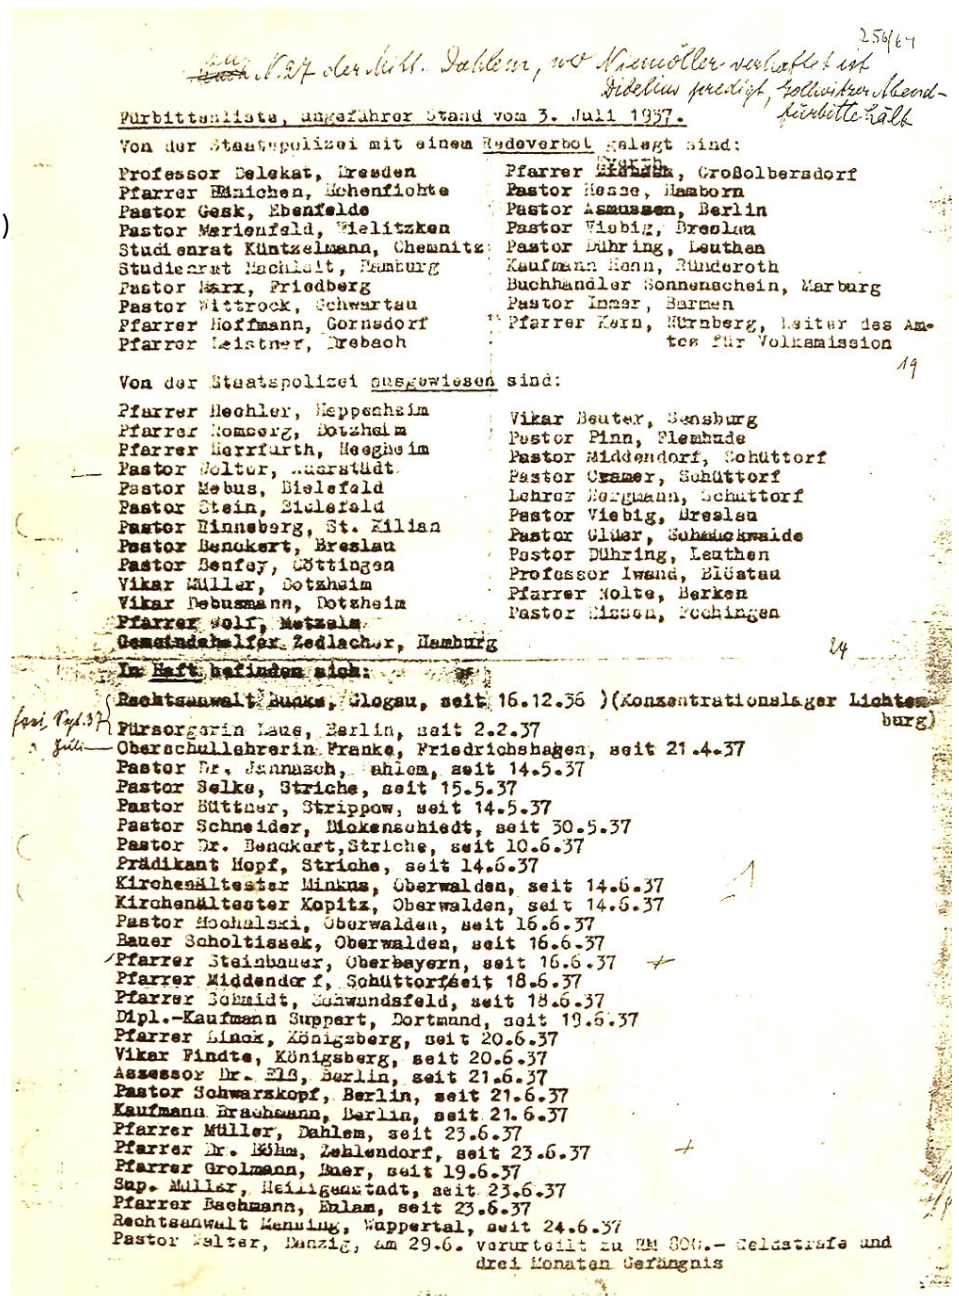 256/64
aus N. 27 der Mitt. Dahlem, wo Niemöller verhaftet ist
Dibelius predigt, Gollwitzer Abend-
fürbitte hält
Fürbittenliste, ungefährer Stand vom 3. Juli 1937.
Von der Staatspolizei mit einem Redeverbot gelegt sind:
Professor Delekat, Dresden
Pfarrer Hänichen, Hohenfichte
Pastor Gesk, Ebenfelde
Pastor Marienfeld, Wielitzken
Studienrat Küntzelmann, Chemnitz
Studienrat Hachleit, Hamburg
Pastor Marx, Friedberg
Pastor Wittrock, Schwartau
Pfarrer Hoffmann, Gornsdorf
Pfarrer Leistner, Drebach
Pfarrer Großolbersdorf
Pastor Hesse, Hamborn
Pastor Asmussen, Berlin
Pastor Viebig, Breslau
Pastor Dühring, Leuthen
Kaufmann Henn, Ründeroth
Buchhändler Sonnenschein, Marburg
Pastor Immer, Barmen
Pfarrer Kern, Nürnberg, Leiter des Am-
tes für Volksmission
19
Von der Staatspolizei ausgewiesen sind:
Pfarrer Hechler, Heppenheim
Pfarrer Romberg, Dotzheim
Pfarrer Herrfurth, Heegheim
Pastor Wolter,
Pastor Mebus, Bielefeld
Pastor Stein, Bielefeld
Pastor Hinneberg, St. Kilian
Pastor Benckert, Breslau
Pastor Benfey, Göttingen
Vikar Müller, Dotzheim
Vikar Debusmann, Dotzheim
Pfarrer Wolf, Metzels
Gemeindehelfer Zedlacher, Hamburg
Vikar Beuter, Sensburg
Pastor Pinn, Flemhude
Pastor Middendorf, Schüttorf
Pastor Cramer, Schüttorf
Lehrer Bergmann, Schüttorf
Pastor Viebig, Breslau
Pastor Glüer, Schmückwalde
Pastor Dühring, Leuthen
Professor Iwand, Blöstau
Pfarrer Nolte, Berken
Pastor Plochingen
24
In Haft befinden sich:
Rechtsanwalt Bunke, Glogau, seit 16.12.36 )(Konzentrationslager Lichten-
burg)
Fürsorgerin Laue, Berlin, seit 2.2.37
Oberschullehrerin Franke, Friedrichshagen, seit 21.4.37
Pastor Dr. Jannasch, Dahlem, seit 14.5.37
Pastor Selke, Striche, seit 15.5.37
Pastor Büttner, Strippow, seit 14.5.37
Pastor Schneider, Dickenschiedt, seit 30.5.37
Pastor Dr. Benckert,Striche, seit 10.6.37
Prädikant Hopf, Striche, seit 14.6.37
Kirchenältester Minkus, Oberwalden, seit 14.6.37
Kirchenältester Kopitz, Oberwalden, seit 14.6.37
Pastor Mochalski, Oberwalden, seit 16.6.37
Bauer Scholtissek, Oberwalden, seit 16.6.37
Pfarrer Steinbauer, Oberbayern, seit 16.6.37
Pfarrer Middendorf, Schüttorf seit 18.6.37
Pfarrer Schmidt, Schwandsfeld, seit 18.6.37
Dipl.-Kaufmann Suppert, Dortmund, seit 19.6.37
Pfarrer Linck, Königsberg, seit 20.6.37
Vikar Findte, Königsberg, seit 20.6.37
Assessor Dr. Elß, Berlin, seit 21.6.37
Pastor Schwarzkopf, Berlin, seit 21.6.37
Kaufmann Brachmann, Berlin, seit 21.6.37
Pfarrer Müller, Dahlem, seit 23.6.37
Pfarrer Dr. Böhm, Zehlendorf, seit 23.6.37
Pfarrer Grolmann, Buer, seit 19.6.37
Sup. Müller, Heiligenstadt, seit 23.6.37
Pfarrer Bachmann, Eulam, seit 23.6.37
Rechtsanwalt Mensing, Wuppertal, seit 24.6.37
Pastor Walter, Danzig, am 29.6. verurteilt zu RM 800.- Geldstrafe und
drei Monaten Gefängnis